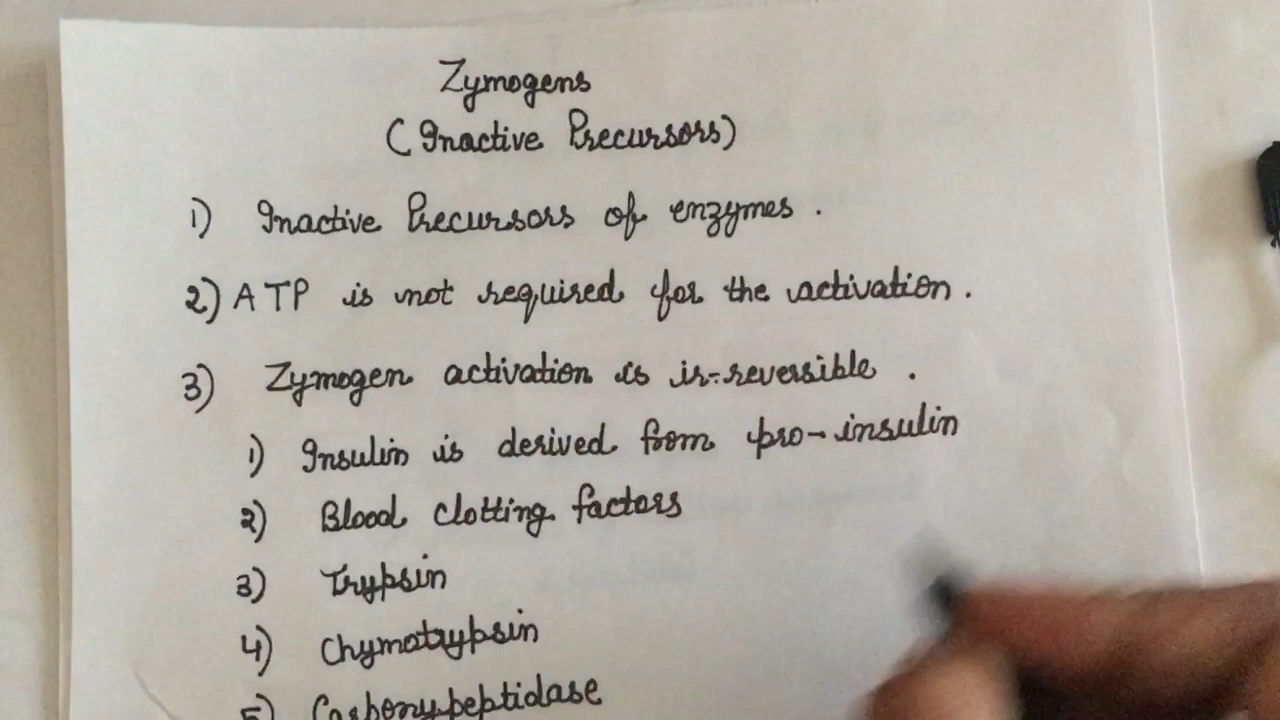 Zymogens
(Inactive Precursors)
1) Inactive Precursors of enzymes.
2) ATP is not required for the activation.
3) Zymogen activation is ir-reversible.
1) Insulin is derived from pro-insulin
2) Blood clotting factors
3) Trypsin
4) Chymotrypsin
5) Carboxypeptidase